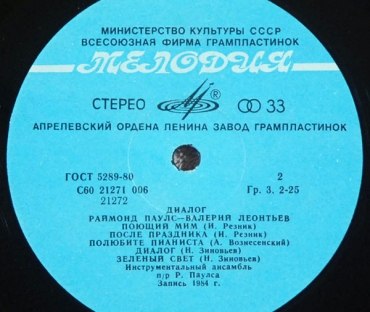 МИНИСТЕРСТВО КУЛЬТУРЫ СССР
ВСЕСОЮЗНАЯ ФИРМА ГРАМПЛАСТИНОК
МЕЛОДИЯ
СТЕРЕО ® 33
АПРЕЛЕВСКИЙ ОРДЕНА ЛЕНИНА ЗАВОД ГРАМПЛАСТИНОК
ГОСТ 5289-80 2
С60 21271 006 Гр. 3. 2-25
21272
ДИАЛОГ
РАЙМОНД ПАУЛС—ВАЛЕРИЙ ЛЕОНТЬЕВ
ПОЮЩИЙ МИМ (И. Резник)
ПОСЛЕ ПРАЗДНИКА (И. Резник)
ПОЛЮБИТЕ ПИАНИСТА (А. Вознесенский)
ДИАЛОГ (Н. Зиновьев)
ЗЕЛЕНЫЙ СВЕТ (Н. Зиновьев)
Инструментальный ансамбль
п/р Р. Паулса
Запись 1984 г.